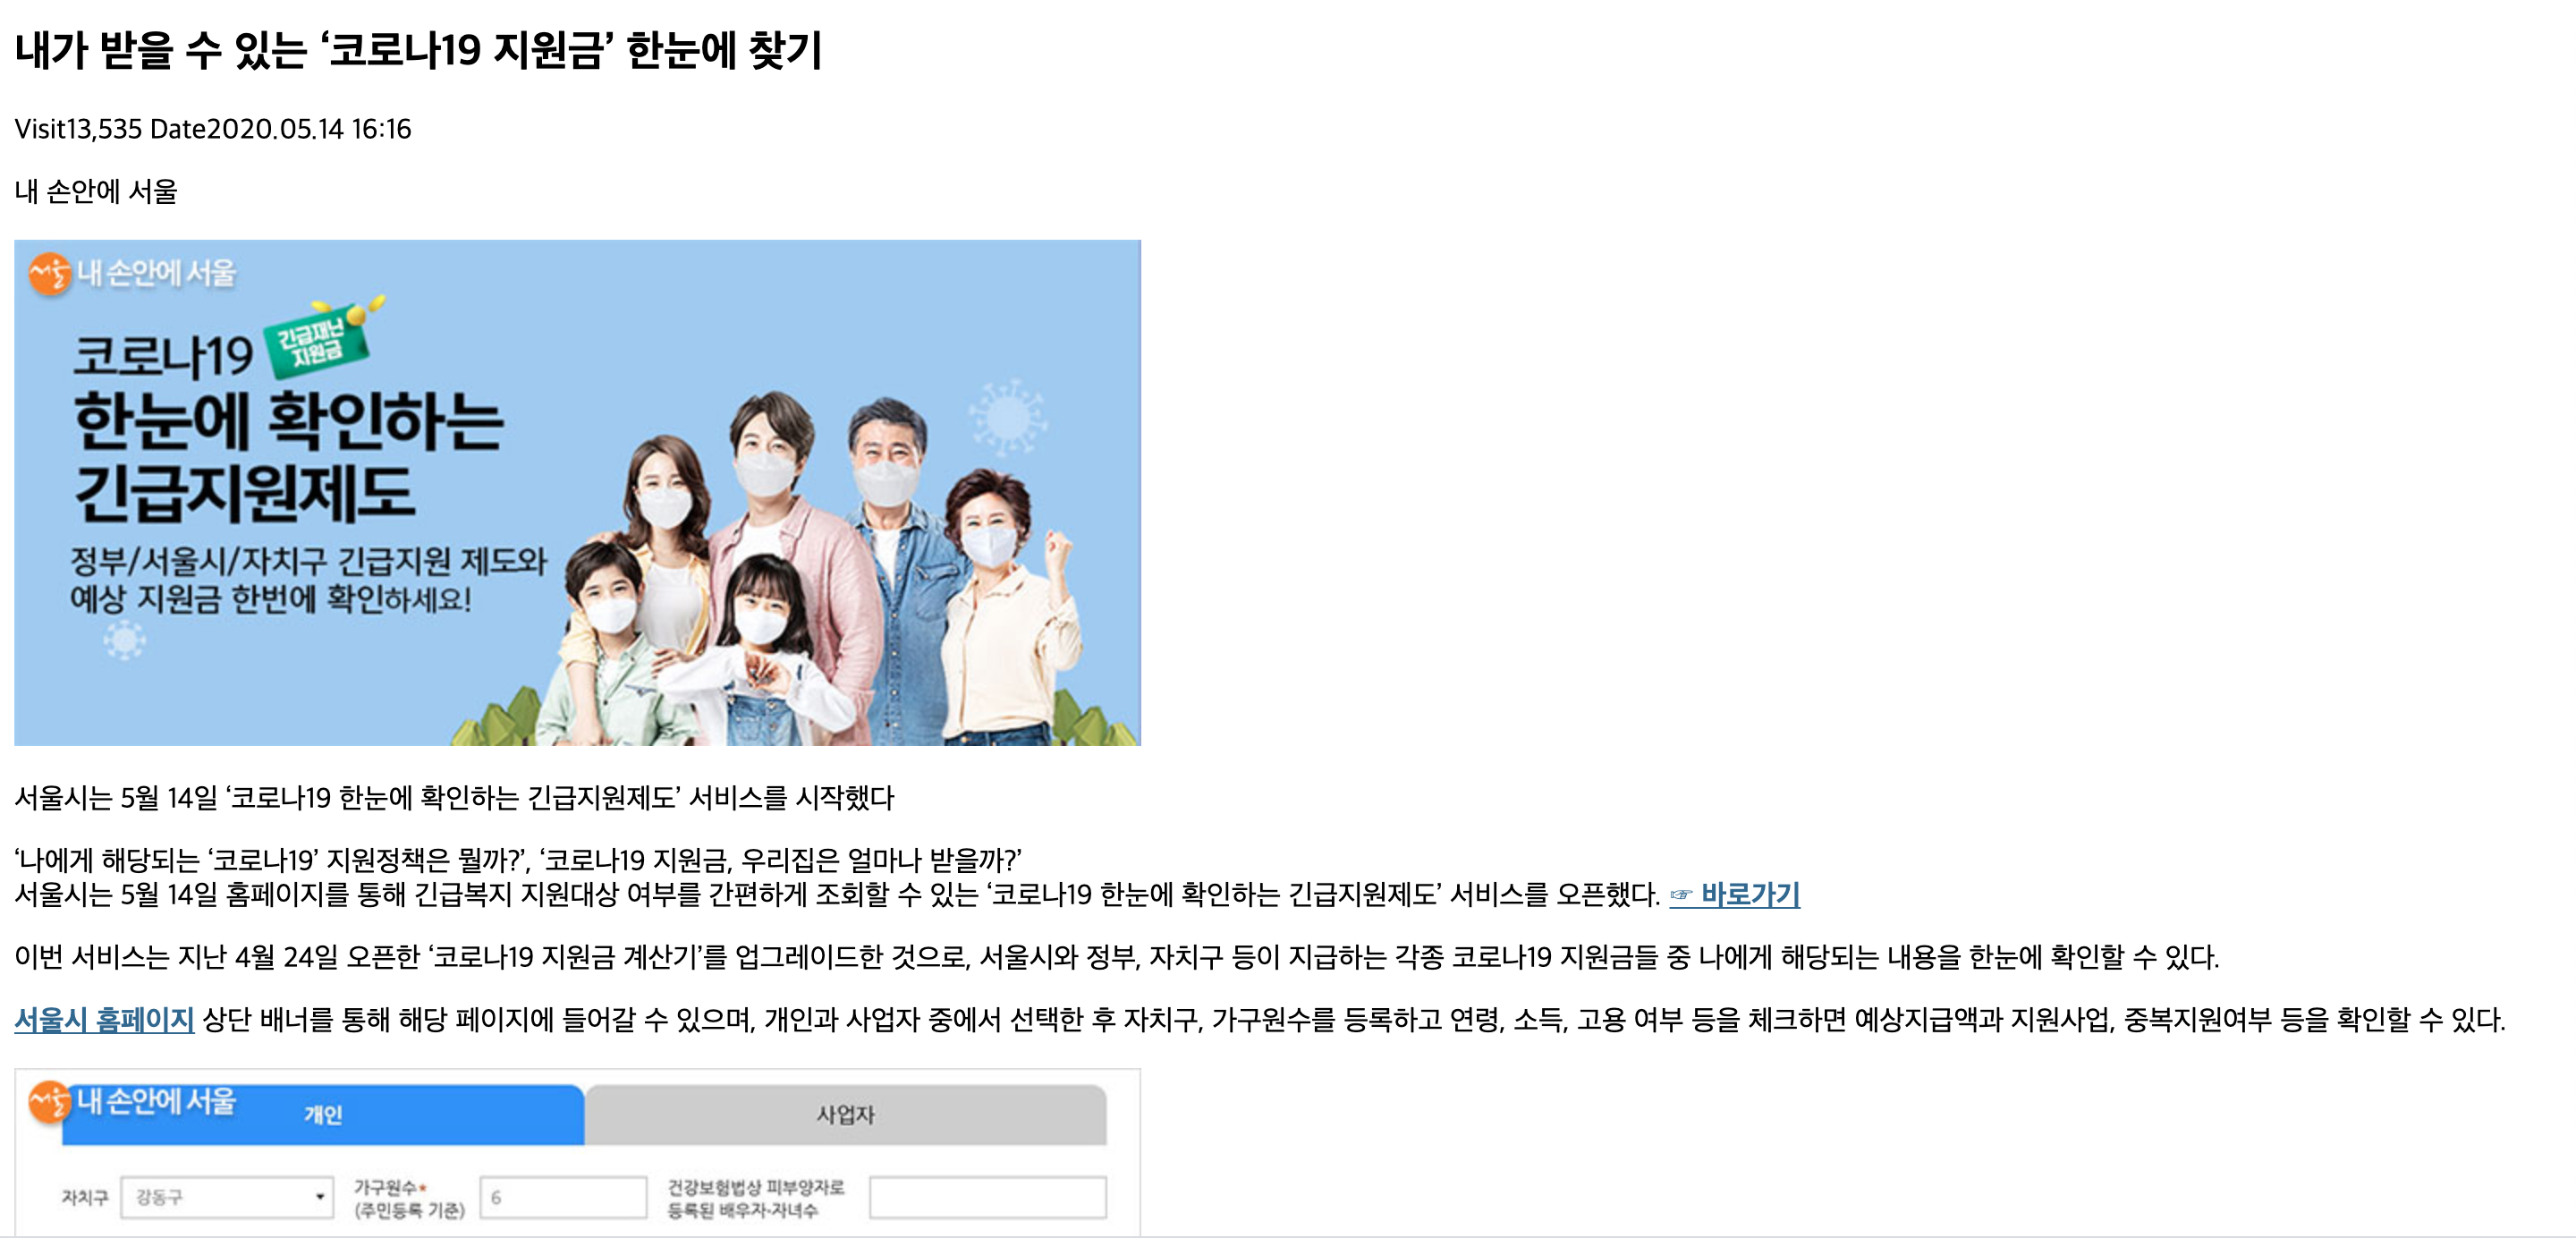 내가 받을 수 있는 ‘코로나19 지원금’ 한눈에 찾기
Visit13,535 Date2020.05.14 16:16
내 손안에 서울
서울 내 손안에 서울
코로나19
긴급재난
지원금
한눈에 확인하는
긴급지원제도
정부/서울시/자치구 긴급지원 제도와
예상 지원금 한번에 확인하세요!
서울시는 5월 14일 ‘코로나19 한눈에 확인하는 긴급지원제도’ 서비스를 시작했다
‘나에게 해당되는 ‘코로나19’ 지원정책은 뭘까?’, ‘코로나19 지원금, 우리집은 얼마나 받을까?’
서울시는 5월 14일 홈페이지를 통해 긴급복지 지원대상 여부를 간편하게 조회할 수 있는 ‘코로나19 한눈에 확인하는 긴급지원제도’ 서비스를 오픈했다. ☞ 바로가기
이번 서비스는 지난 4월 24일 오픈한 ‘코로나19 지원금 계산기’를 업그레이드한 것으로, 서울시와 정부, 자치구 등이 지급하는 각종 코로나19 지원금들 중 나에게 해당되는 내용을 한눈에 확인할 수 있다.
서울시 홈페이지 상단 배너를 통해 해당 페이지에 들어갈 수 있으며, 개인과 사업자 중에서 선택한 후 자치구, 가구원수를 등록하고 연령, 소득, 고용 여부 등을 체크하면 예상지급액과 지원사업, 중복지원여부 등을 확인할 수 있다.
서울 내 손안에 서울
개인
사업자
자치구
강동구
가구원수*
(주민등록 기준)
6
건강보험법상 피부양자로
등록된 배우자·자녀수